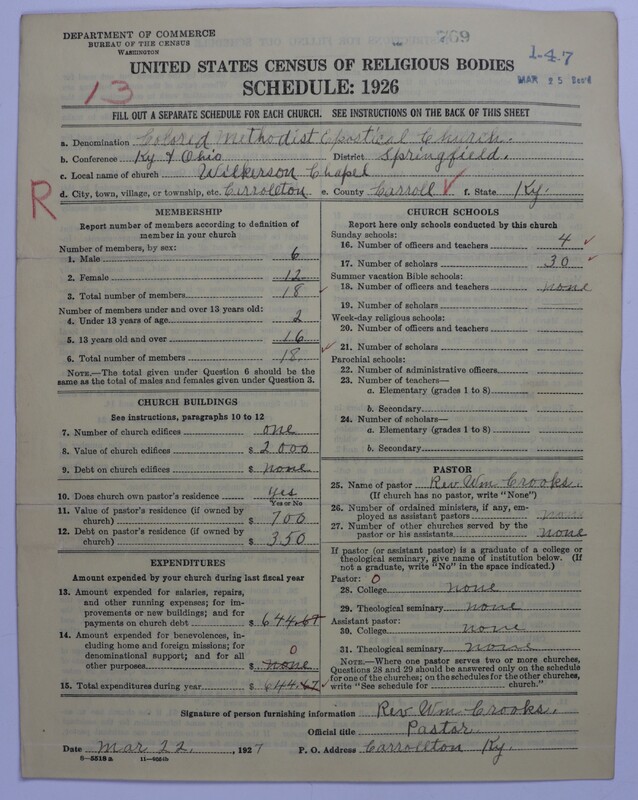 DEPARTMENT OF COMMERCE
BUREAU OF THE CENSUS
WASHINGTON
769
1-4-7
MAR 25
UNITED STATES CENSUS OF RELIGIOUS BODIES
SCHEDULE: 1926
13
FILL OUT A SEPARATE SCHEDULE FOR EACH CHURCH. SEE INSTRUCTIONS ON THE BACK OF THIS SHEET
a. Denomination Colored Methodist Epostical Church.
b. Conference Ky & Ohio District Springfield.
c. Local name of church Wilkerson Chapel
R
d. City, town, village, or township, etc. Carrollton e. County Carroll f. State Ky.
MEMBERSHIP
Report number of members according to definition of member in your church
Number of members, by sex:
1. Male 6
2. Female 12
3. Total number of members 18
Number of members under and over 13 years old:
4. Under 13 years of age 2
5. 13 years old and over 16
6. Total number of members 18
NOTE.—The total given under Question 6 should be
same as the total of males and females given under Question 3.
CHURCH BUILDINGS
See instructions, paragraphs 10 to 12
7. Number of church edifices one
8. Value of church edifices $ 2000
9. Debt on church edifices $ none
10. Does church own pastor's residence yes
Yes or No
11. Value of pastor's residence (if owned by
church) $ 700
12. Debt on pastor's residence (if owned by
church) $ 350
EXPENDITURES
Amount expended by your church during last fiscal year
13. Amount expended for salaries, repairs,
and other running expenses; for im-
provements or new buildings; and for
payments on church debt $ 644.67
14. Amount expended for benevolences, in-
cluding home and foreign missions; for
denominational support; and for all 0
other purposes $ none
15. Total expenditures during year $ 644.67
CHURCH SCHOOLS
Report here only schools conducted by this church
Sunday schools:
16. Number of officers and teachers 4
17. Number of scholars 30
Summer vacation Bible schools:
18. Number of officers and teachers none
19. Number of scholars
Week-day religious schools:
20. Number of officers and teachers
21. Number of scholars
Parochial schools:
22. Number of administrative officers
23. Number of teachers—
a. Elementary (grades 1 to 8)
b. Secondary
24. Number of scholars—
a. Elementary (grades 1 to 8)
b. Secondary
PASTOR
25. Name of pastor Rev Wm Crooks.
(If church has no pastor, write "None")
26. Number of ordained ministers, if any, em-
ployed as assistant pastors none
27. Number of other churches served by the
pastor or his assistants none
If pastor (or assistant pastor) is a graduate of a college or
theological seminary, give name of institution below. (If
not a graduate, write "No" in the space indicated.)
Pastor: 0
28. College none
29. Theological seminary none
Assistant pastor:
30. College none
31. Theological seminary none
NOTE.—Where one pastor serves two or more churches,
Questions 28 and 29 should be answered only on the schedule
for one of the churches; on the schedules for the other churches,
write "See schedule for church."
Signature of person furnishing information Rev Wm Crooks.
Official title Pastor
Date Mar 22, 1927 P. O. Address Carrollton Ky.